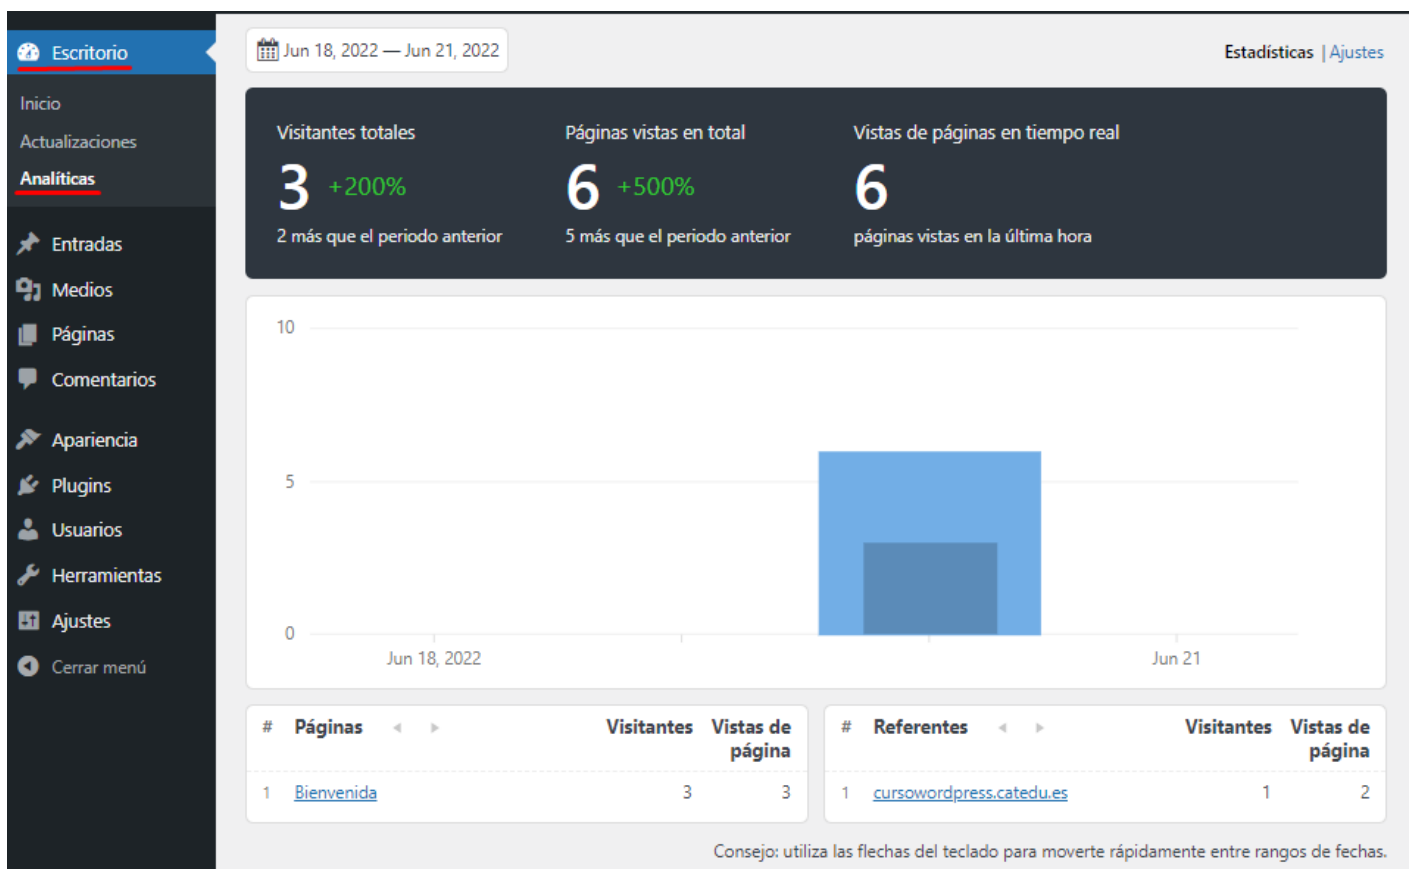 Escritorio
Inicio
Actualizaciones
Analíticas
Entradas
Medios
Páginas
Comentarios
Apariencia
Plugins
Usuarios
Herramientas
Ajustes
Cerrar menú
Jun 18, 2022 — Jun 21, 2022
Estadísticas | Ajustes
Visitantes totales
3 +200%
2 más que el periodo anterior
Páginas vistas en total
6 +500%
5 más que el periodo anterior
Vistas de páginas en tiempo real
6
páginas vistas en la última hora
10
5
0
Jun 18, 2022
Jun 21
# Páginas Visitantes Vistas de
página
1 Bienvenida 3 3
# Referentes Visitantes Vistas de
página
1 cursowordpress.catedu.es 1 2
Consejo: utiliza las flechas del teclado para moverte rápidamente entre rangos de fechas.